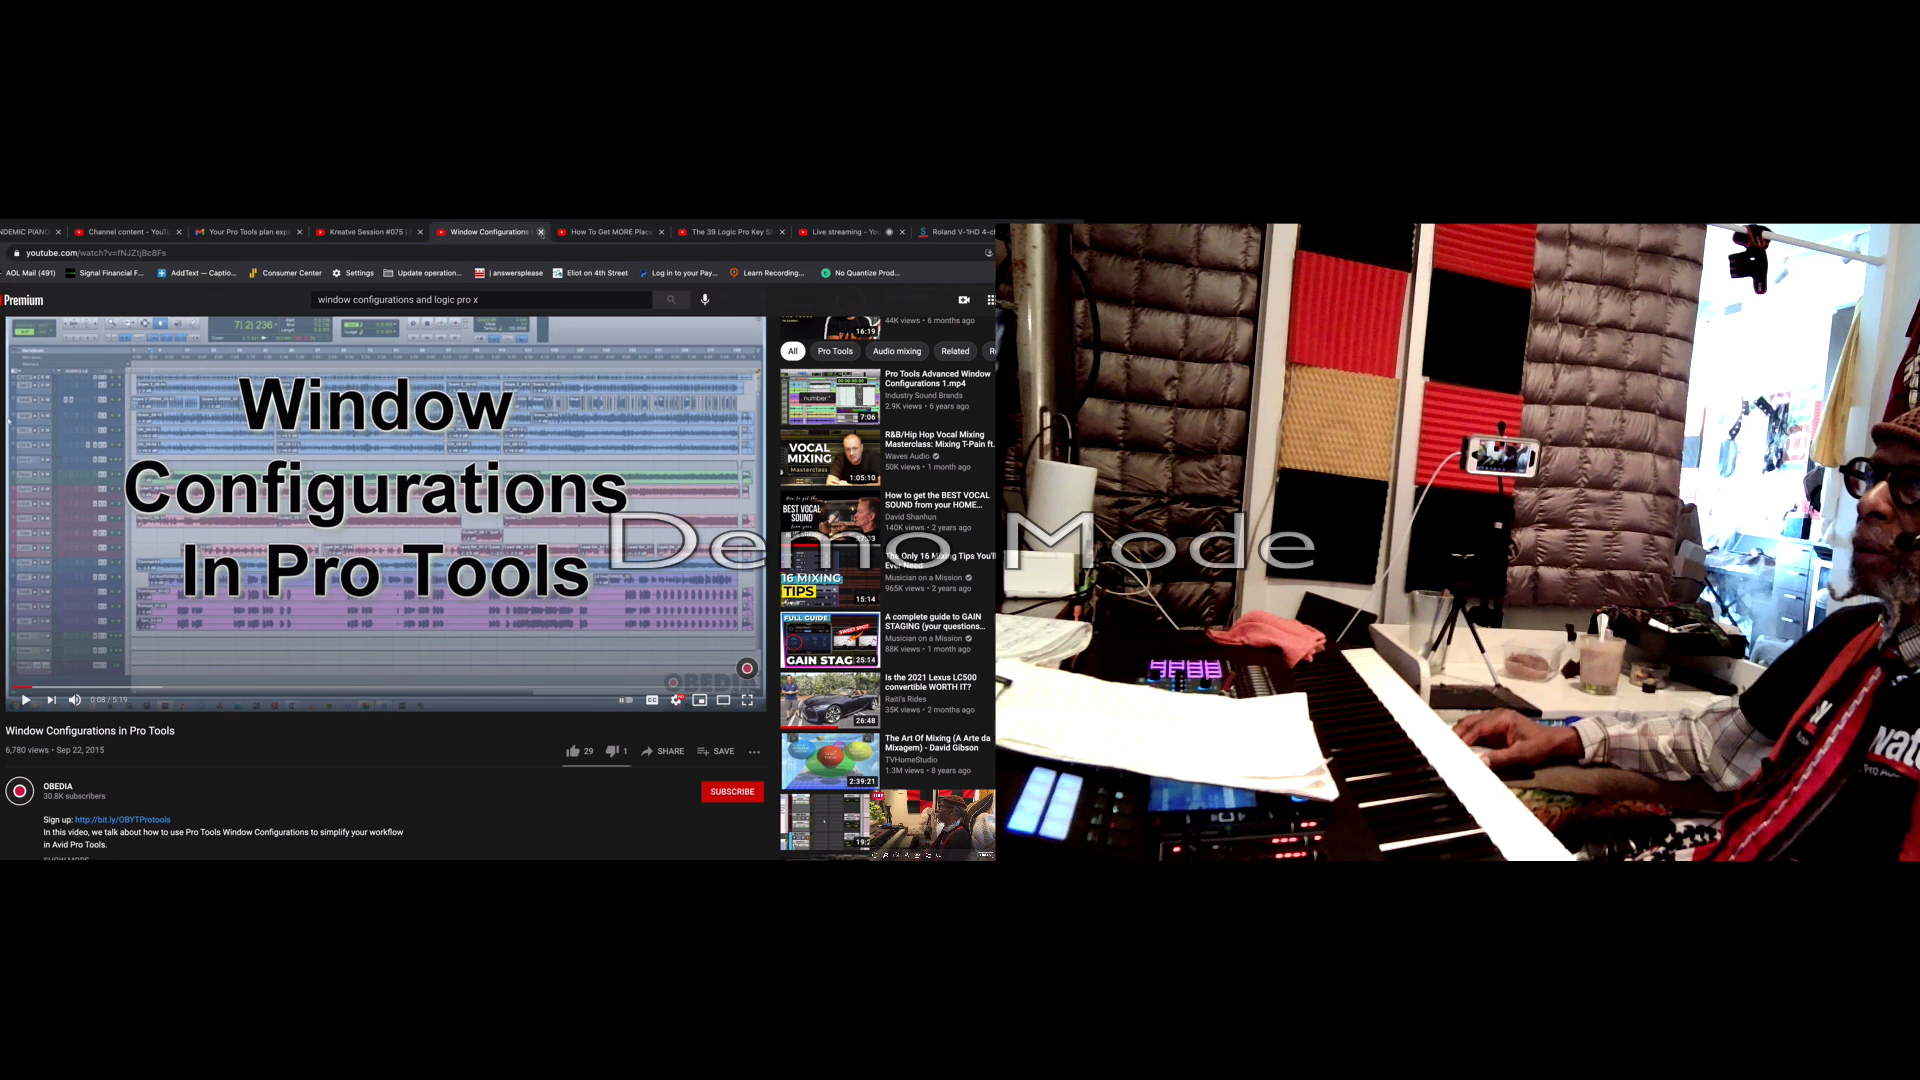 Channel content - YouTu
Your Pro Tools plan expi
Kreatve Session #075 | S
Window Configurations
How To Get MORE Place
The 39 Logic Pro Key S
Live streaming - Yo
Roland V-1HD 4-ch
youtube.com/watch?v=fNJZtjBc8Fs
AOL Mail (491)
Signal Financial F...
AddText — Captio...
Consumer Center
Settings
Update operation...
| answersplease
Eliot on 4th Street
Log in to your Pay...
Learn Recording...
No Quantize Prod...
Premium
window configurations and logic pro x
Window
Configurations
In Pro Tools
OBEDIA
0:08 / 5:19
Window Configurations in Pro Tools
6,780 views • Sep 22, 2015
29
1
SHARE
SAVE
OBEDIA
30.8K subscribers
SUBSCRIBE
Sign up: http://bit.ly/OBYTProtools
In this video, we talk about how to use Pro Tools Window Configurations to simplify your workflow
in Avid Pro Tools.
SHOW MORE
16:19
44K views • 6 months ago
All
Pro Tools
Audio mixing
Related
7:06
Pro Tools Advanced Window
Configurations 1.mp4
Industry Sound Brands
2.9K views • 6 years ago
VOCAL
MIXING
Masterclass
1:05:10
R&B/Hip Hop Vocal Mixing
Masterclass: Mixing T-Pain ft.
Waves Audio
50K views • 1 month ago
How to get the
BEST VOCAL
SOUND
27:33
How to get the BEST VOCAL
SOUND from your HOME...
David Shanhun
140K views • 2 years ago
16 MIXING
TIPS
15:14
The Only 16 Mixing Tips You'll
Ever Need
Musician on a Mission
965K views • 2 years ago
FULL GUIDE
SWEET SPOT
GAIN STAG
25:14
A complete guide to GAIN
STAGING (your questions...
Musician on a Mission
88K views • 1 month ago
26:48
Is the 2021 Lexus LC500
convertible WORTH IT?
Raiti's Rides
35K views • 2 months ago
2:39:21
The Art Of Mixing (A Arte da
Mixagem) - David Gibson
TVHomeStudio
1.3M views • 8 years ago
Demo Mode